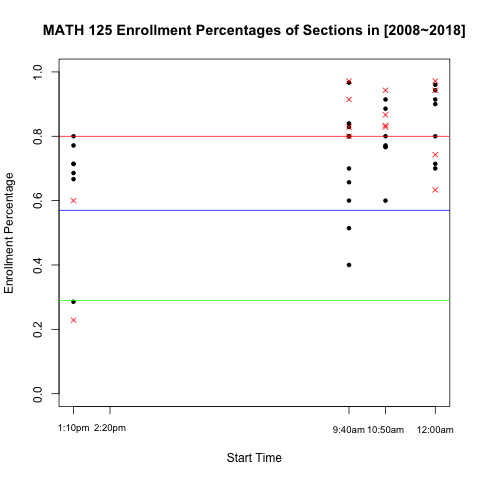 MATH 125 Enrollment Percentages of Sections in [2008~2018]
1.0
0.8
0.6
0.4
0.2
0.0
Enrollment Percentage
1:10pm 2:20pm 9:40am 10:50am 12:00am
Start Time